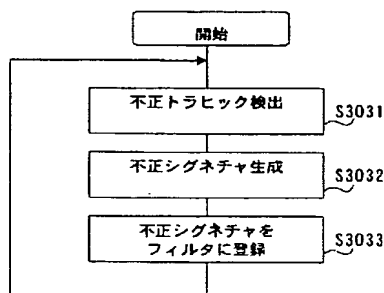 開始
不正トラヒック検出
S3031
不正シグネチャ生成
S3032
不正シグネチャを
フィルタに登録
S3033